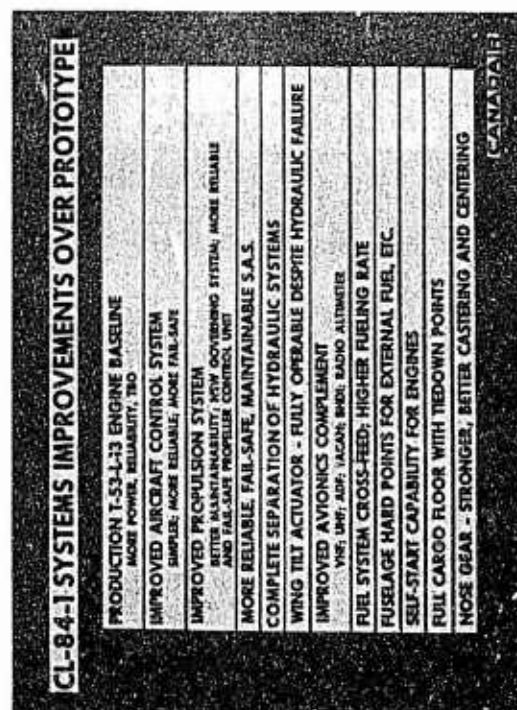 CL-84-1 SYSTEMS IMPROVEMENTS OVER PROTOTYPE
PRODUCTION T-53-L-13 ENGINE BASELINE
MORE POWER, RELIABILITY, TBO
IMPROVED AIRCRAFT CONTROL SYSTEM
SIMPLER; MORE RELIABLE; MORE FAIL-SAFE
IMPROVED PROPULSION SYSTEM
BETTER MAINTAINABILITY; NEW GOVERNING SYSTEM; MORE RELIABLE
AND FAIL-SAFE PROPELLER CONTROL UNIT
MORE RELIABLE, FAIL-SAFE, MAINTAINABLE S.A.S.
COMPLETE SEPARATION OF HYDRAULIC SYSTEMS
WING TILT ACTUATOR - FULLY OPERABLE DESPITE HYDRAULIC FAILURE
IMPROVED AVIONICS COMPLEMENT
VHF; UHF; ADF; TACAN; BHDI; RADIO ALTIMETER
FUEL SYSTEM CROSS-FEED; HIGHER FUELING RATE
FUSELAGE HARD POINTS FOR EXTERNAL FUEL, ETC.
SELF-START CAPABILITY FOR ENGINES
FULL CARGO FLOOR WITH TIEDOWN POINTS
NOSE GEAR - STRONGER, BETTER CASTERING AND CENTERING
CANADAIR